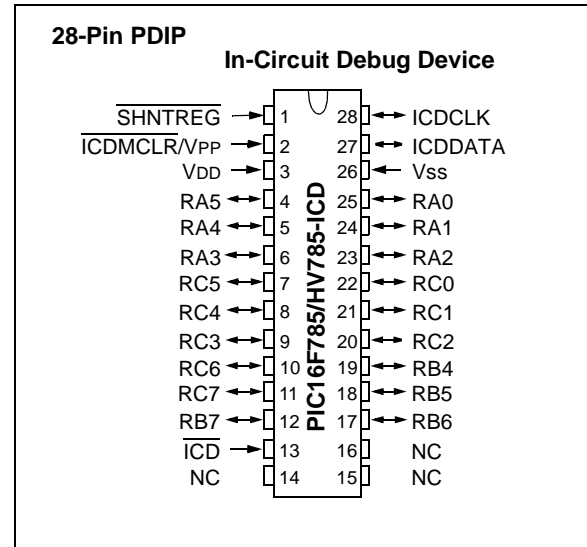 28-Pin PDIP
In-Circuit Debug Device
SHNTREG 1 28 ICDCLK
ICDMCLR/VPP 2 27 ICDDATA
VDD 3 26 VSS
RA5 4 25 RA0
RA4 5 24 RA1
RA3 6 23 RA2
RC5 7 22 RC0
RC4 8 21 RC1
RC3 9 20 RC2
RC6 10 19 RB4
RC7 11 18 RB5
RB7 12 17 RB6
ICD 13 16 NC
NC 14 15 NC
PIC16F785/HV785-ICD